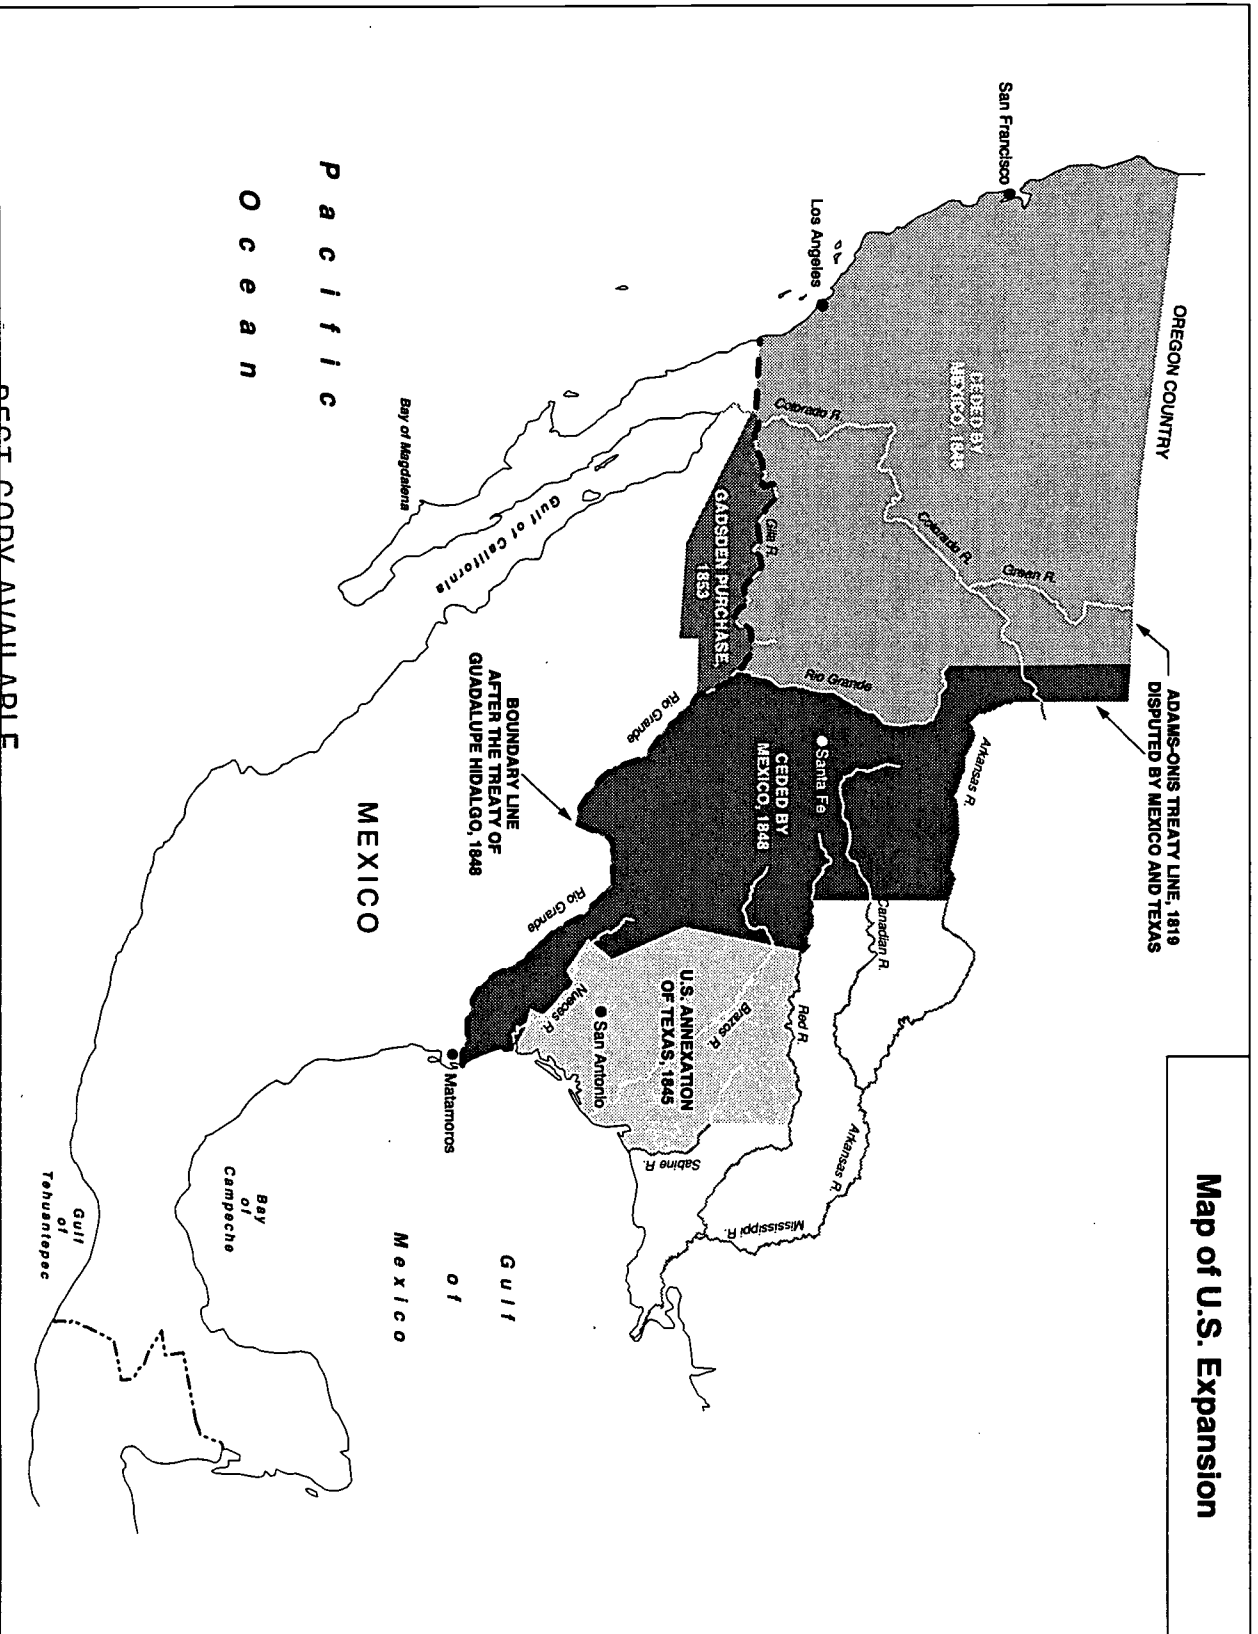 Map of U.S. Expansion
OREGON COUNTRY
ADAMS-ONIS TREATY LINE, 1819
DISPUTED BY MEXICO AND TEXAS
San Francisco
Los Angeles
CEDED BY
MEXICO, 1848
Colorado R.
Colorado R.
Green R.
Gila R.
GADSDEN PURCHASE,
1853
Rio Grande
Arkansas R.
Santa Fe
CEDED BY
MEXICO, 1848
Canadian R.
Rio Grande
BOUNDARY LINE
AFTER THE TREATY OF
GUADALUPE HIDALGO, 1848
Rio Grande
Red R.
U.S. ANNEXATION
OF TEXAS, 1845
Brazos R.
Nueces R.
San Antonio
Matamoros
Sabine R.
Arkansas R.
Mississippi R.
Pacific
Ocean
Bay of Magdalena
Gulf of California
MEXICO
Gulf
of
Mexico
Bay
of
Campeche
Gulf
of
Tehuantepec
BEST COPY AVAILABLE